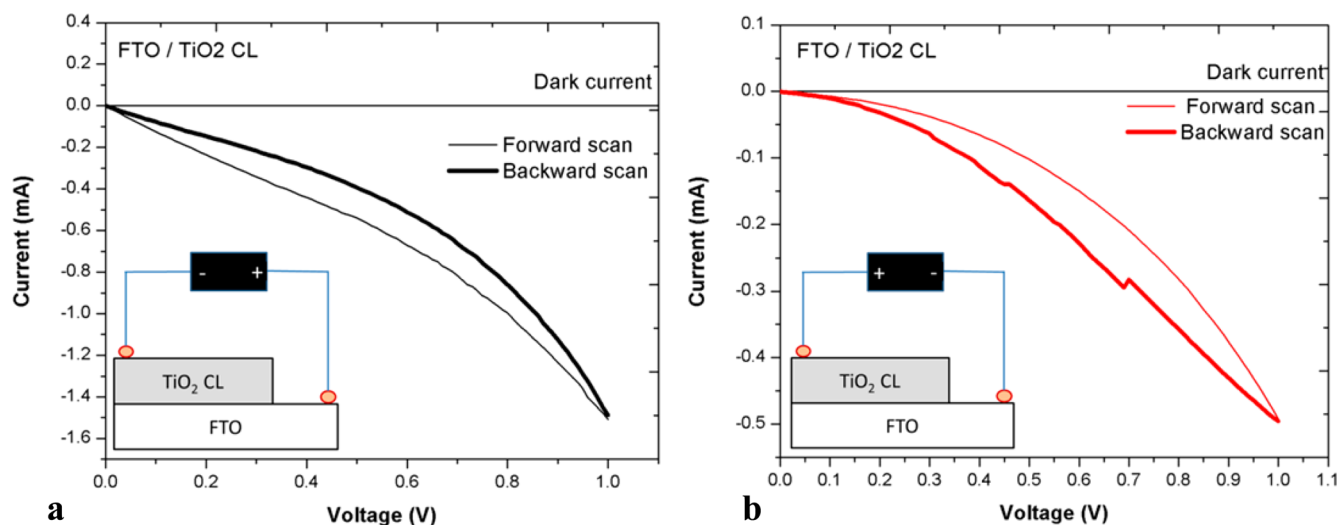 FTO / TiO2 CL
Dark current
Forward scan
Backward scan
Current (mA)
0.4
0.2
0.0
-0.2
-0.4
-0.6
-0.8
-1.0
-1.2
-1.4
-1.6
- +
TiO₂ CL
FTO
0.0 0.2 0.4 0.6 0.8 1.0
Voltage (V)
a
FTO / TiO2 CL
Dark current
Forward scan
Backward scan
Current (mA)
0.1
0.0
-0.1
-0.2
-0.3
-0.4
-0.5
+ -
TiO₂ CL
FTO
0.0 0.1 0.2 0.3 0.4 0.5 0.6 0.7 0.8 0.9 1.0 1.1
Voltage (V)
b